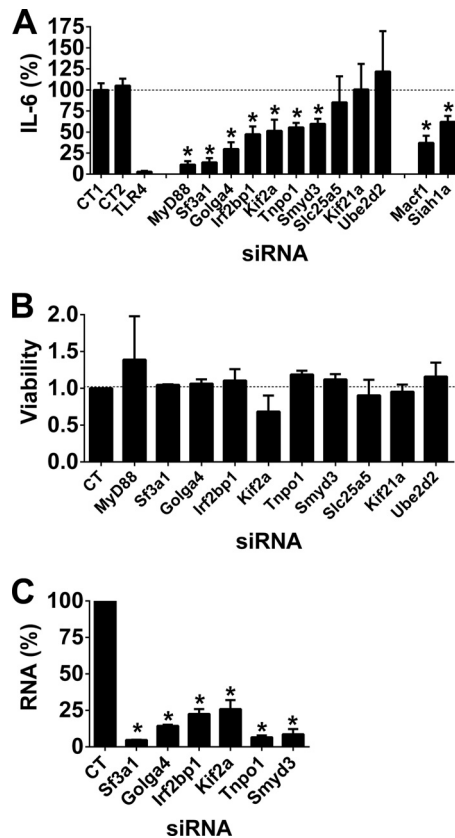 A
IL-6 (%)
175
150
125
100
75
50
25
0
* * * * * * * * *
CT1 CT2 TLR4 MyD88 Sf3a1 Golga4 Irf2bp1 Kif2a Tnpo1 Smyd3 Slc25a5 Kif21a Ube2d2 Macf1 Siah1a
siRNA
B
Viability
2.0
1.5
1.0
0.5
0.0
CT MyD88 Sf3a1 Golga4 Irf2bp1 Kif2a Tnpo1 Smyd3 Slc25a5 Kif21a Ube2d2
siRNA
C
RNA (%)
100
75
50
25
0
* * * * * *
CT Sf3a1 Golga4 Irf2bp1 Kif2a Tnpo1 Smyd3
siRNA